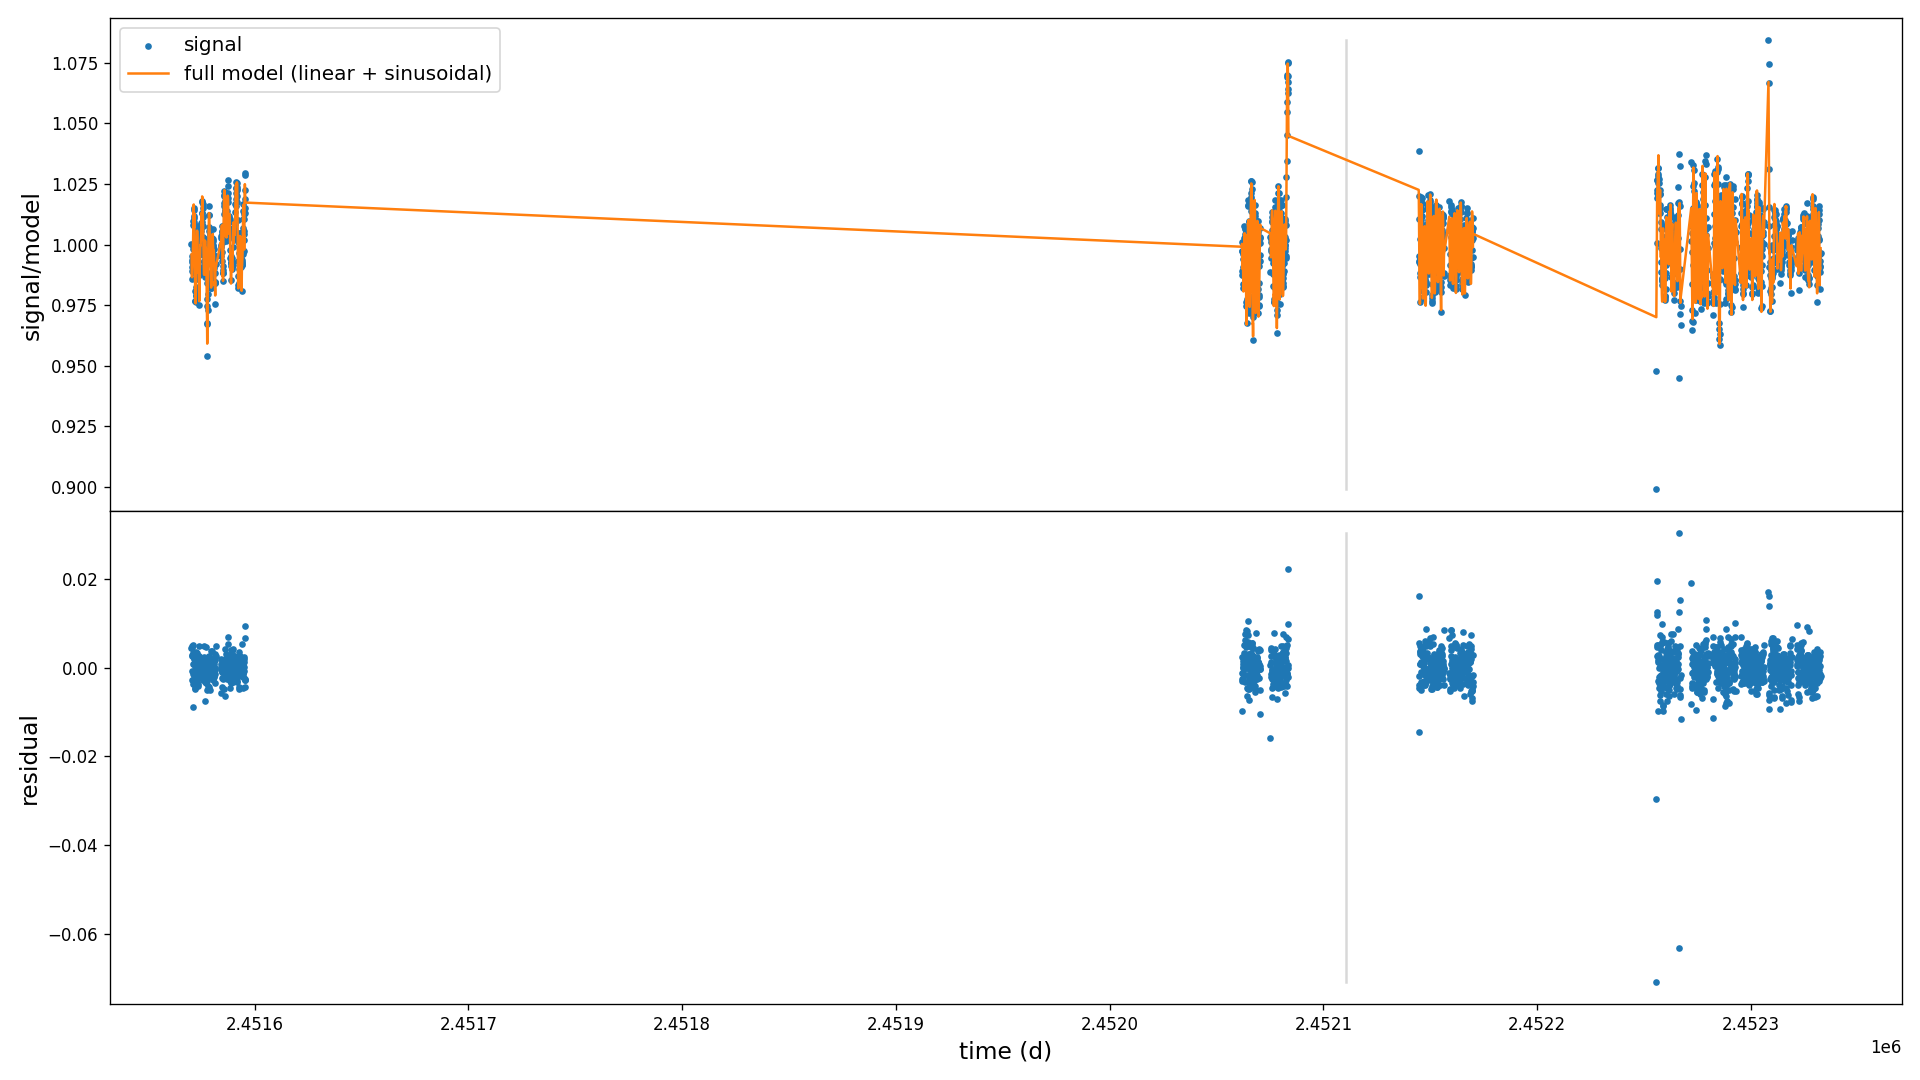 signal
full model (linear + sinusoidal)
signal/model
1.075
1.050
1.025
1.000
0.975
0.950
0.925
0.900
residual
0.02
0.00
−0.02
−0.04
−0.06
2.4516 2.4517 2.4518 2.4519 2.4520 2.4521 2.4522 2.4523
1e6
time (d)